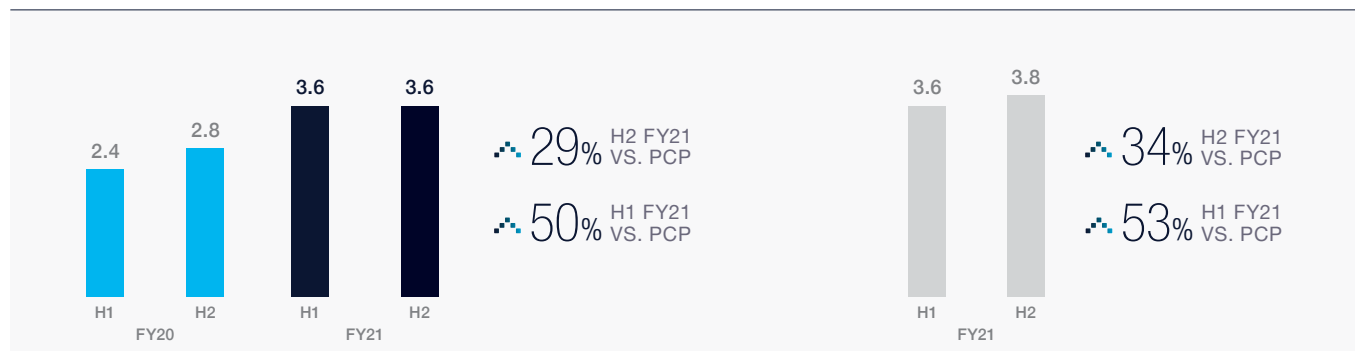 2.4
2.8
3.6
3.6
H1
H2
H1
H2
FY20
FY21
29% H2 FY21
VS. PCP
50% H1 FY21
VS. PCP
3.6
3.8
H1
H2
FY21
34% H2 FY21
VS. PCP
53% H1 FY21
VS. PCP